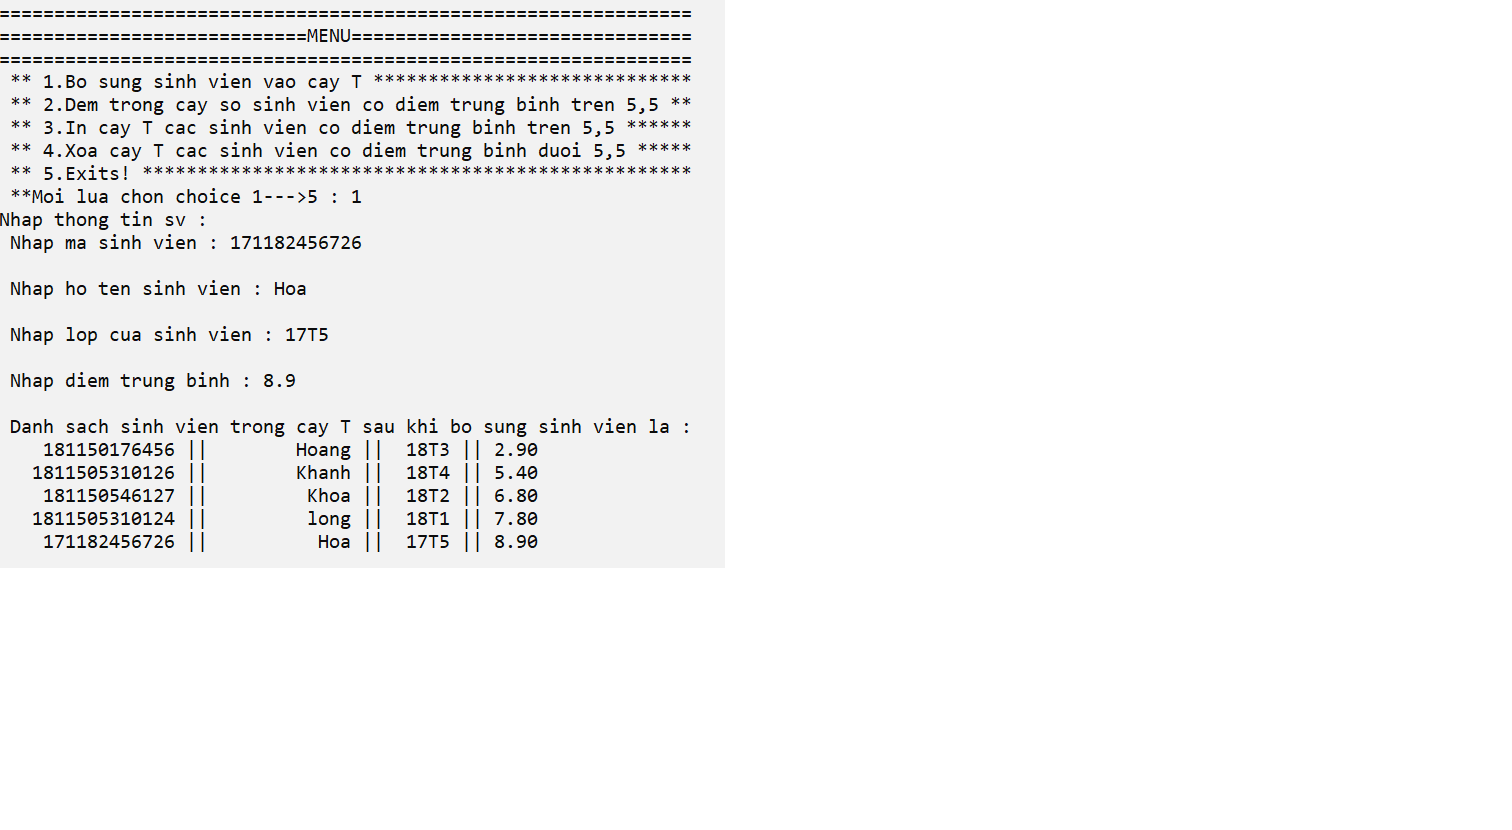 ===============================================================
============================MENU===============================
===============================================================
** 1.Bo sung sinh vien vao cay T *****************************
** 2.Dem trong cay so sinh vien co diem trung binh tren 5,5 **
** 3.In cay T cac sinh vien co diem trung binh tren 5,5 ******
** 4.Xoa cay T cac sinh vien co diem trung binh duoi 5,5 *****
** 5.Exits! **************************************************
**Moi lua chon choice 1--->5 : 1
Nhap thong tin sv :
Nhap ma sinh vien : 171182456726
Nhap ho ten sinh vien : Hoa
Nhap lop cua sinh vien : 17T5
Nhap diem trung binh : 8.9
Danh sach sinh vien trong cay T sau khi bo sung sinh vien la :
181150176456 || Hoang || 18T3 || 2.90
1811505310126 || Khanh || 18T4 || 5.40
181150546127 || Khoa || 18T2 || 6.80
1811505310124 || long || 18T1 || 7.80
171182456726 || Hoa || 17T5 || 8.90